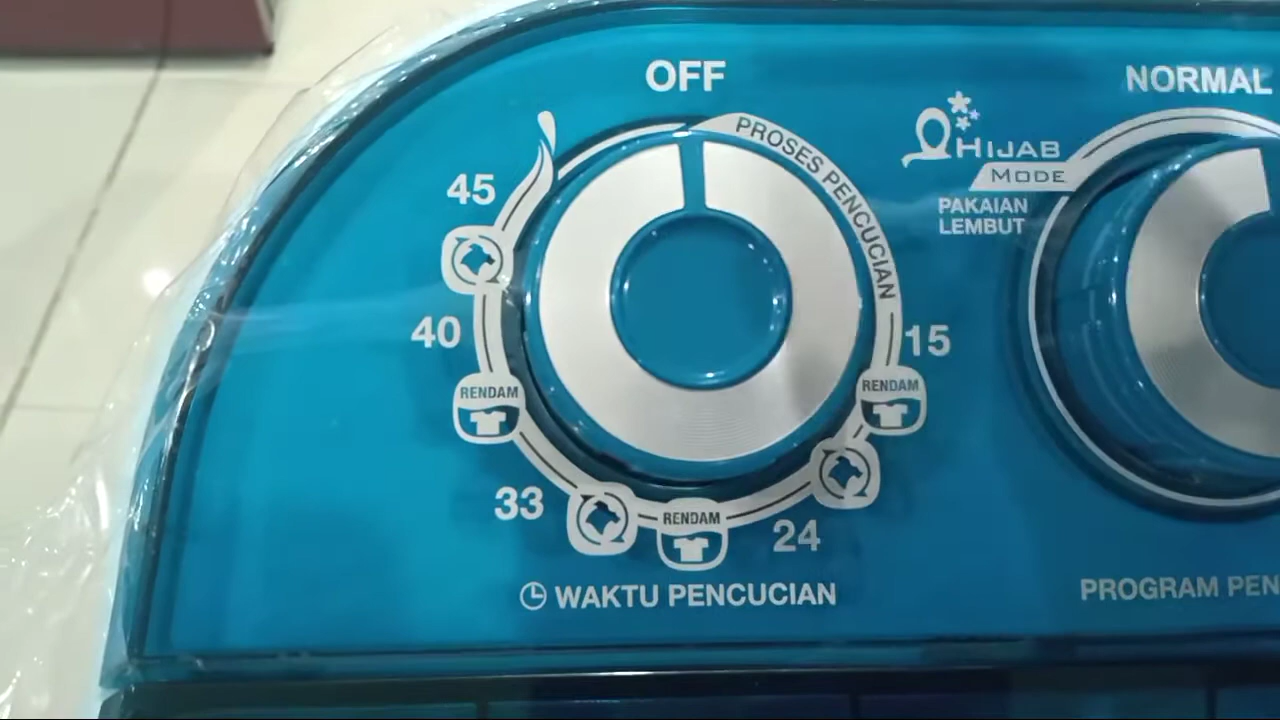 OFF
NORMAL
PROSES PENCUCIAN
HIJAB
MODE
PAKAIAN
LEMBUT
45
40
15
RENDAM
RENDAM
33
RENDAM
24
WAKTU PENCUCIAN
PROGRAM PEN